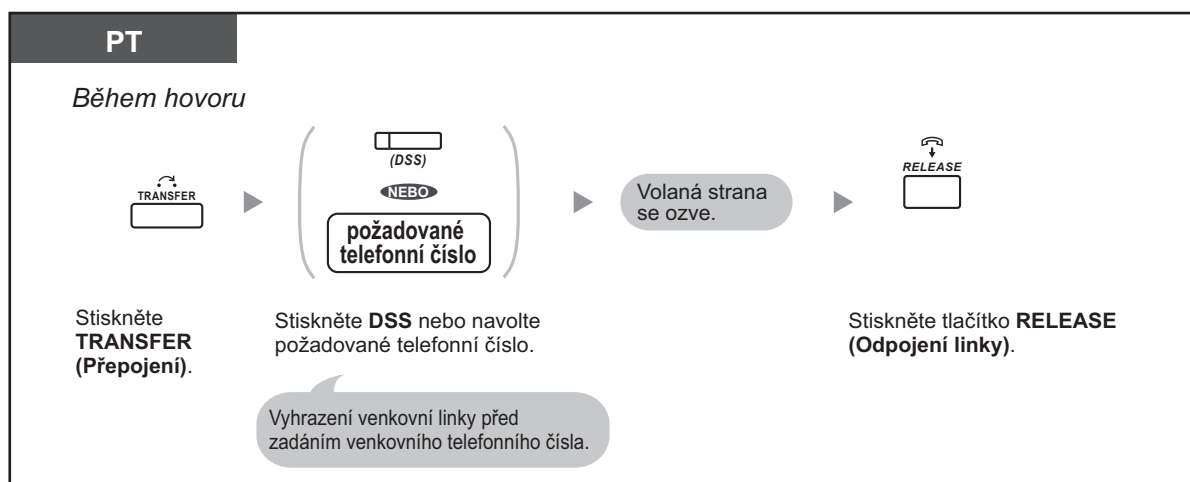 PT
Během hovoru
TRANSFER
(DSS)
NEBO
požadované
telefonní číslo
Volaná strana
se ozve.
RELEASE
Stiskněte
TRANSFER
(Přepojení).
Stiskněte DSS nebo navolte
požadované telefonní číslo.
Vyhrazení venkovní linky před
zadáním venkovního telefonního čísla.
Stiskněte tlačítko RELEASE
(Odpojení linky).